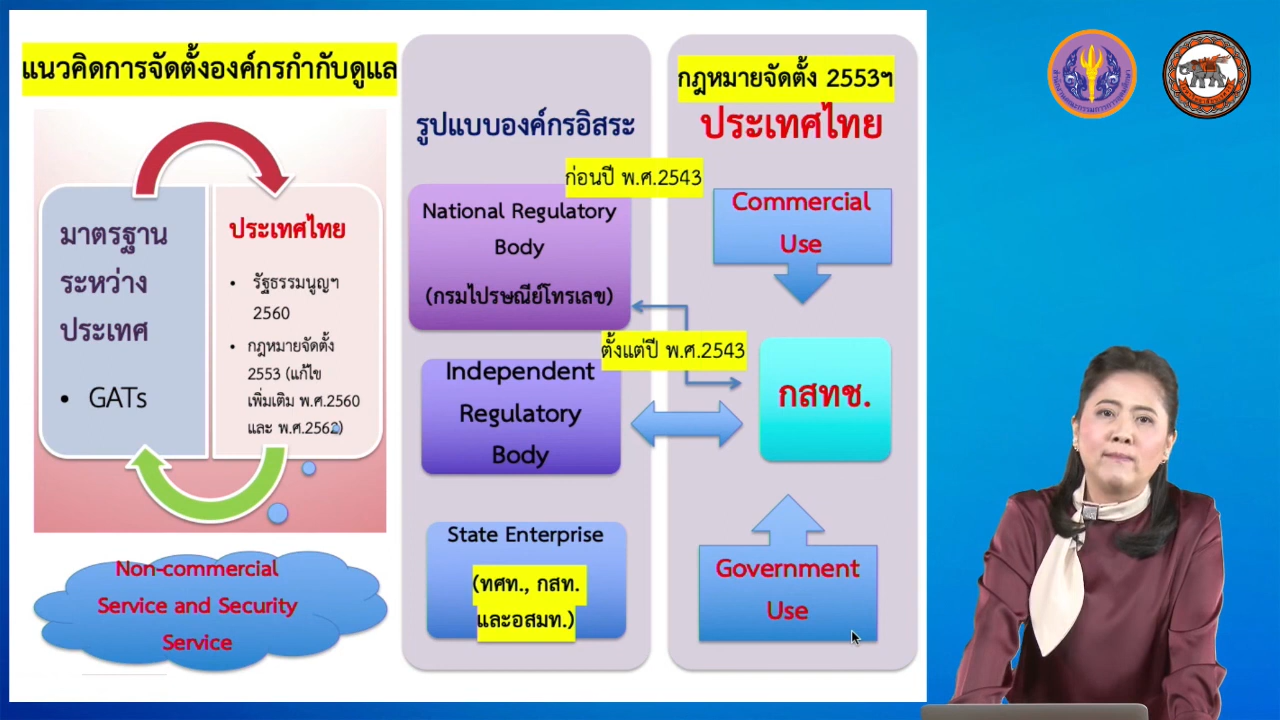 แนวคิดการจัดตั้งองค์กรกำกับดูแล
มาตรฐาน
ระหว่าง
ประเทศ
• GATs
ประเทศไทย
• รัฐธรรมนูญฯ
2560
• กฎหมายจัดตั้ง
2553 (แก้ไข
เพิ่มเติม พ.ศ.2560
และ พ.ศ.2562)
Non-commercial
Service and Security
Service
รูปแบบองค์กรอิสระ
ก่อนปี พ.ศ.2543
National Regulatory
Body
(กรมไปรษณีย์โทรเลข)
ตั้งแต่ปี พ.ศ.2543
Independent
Regulatory
Body
State Enterprise
(ทศท., กสท.
และอสมท.)
กฎหมายจัดตั้ง 2553ฯ
ประเทศไทย
Commercial
Use
กสทช.
Government
Use